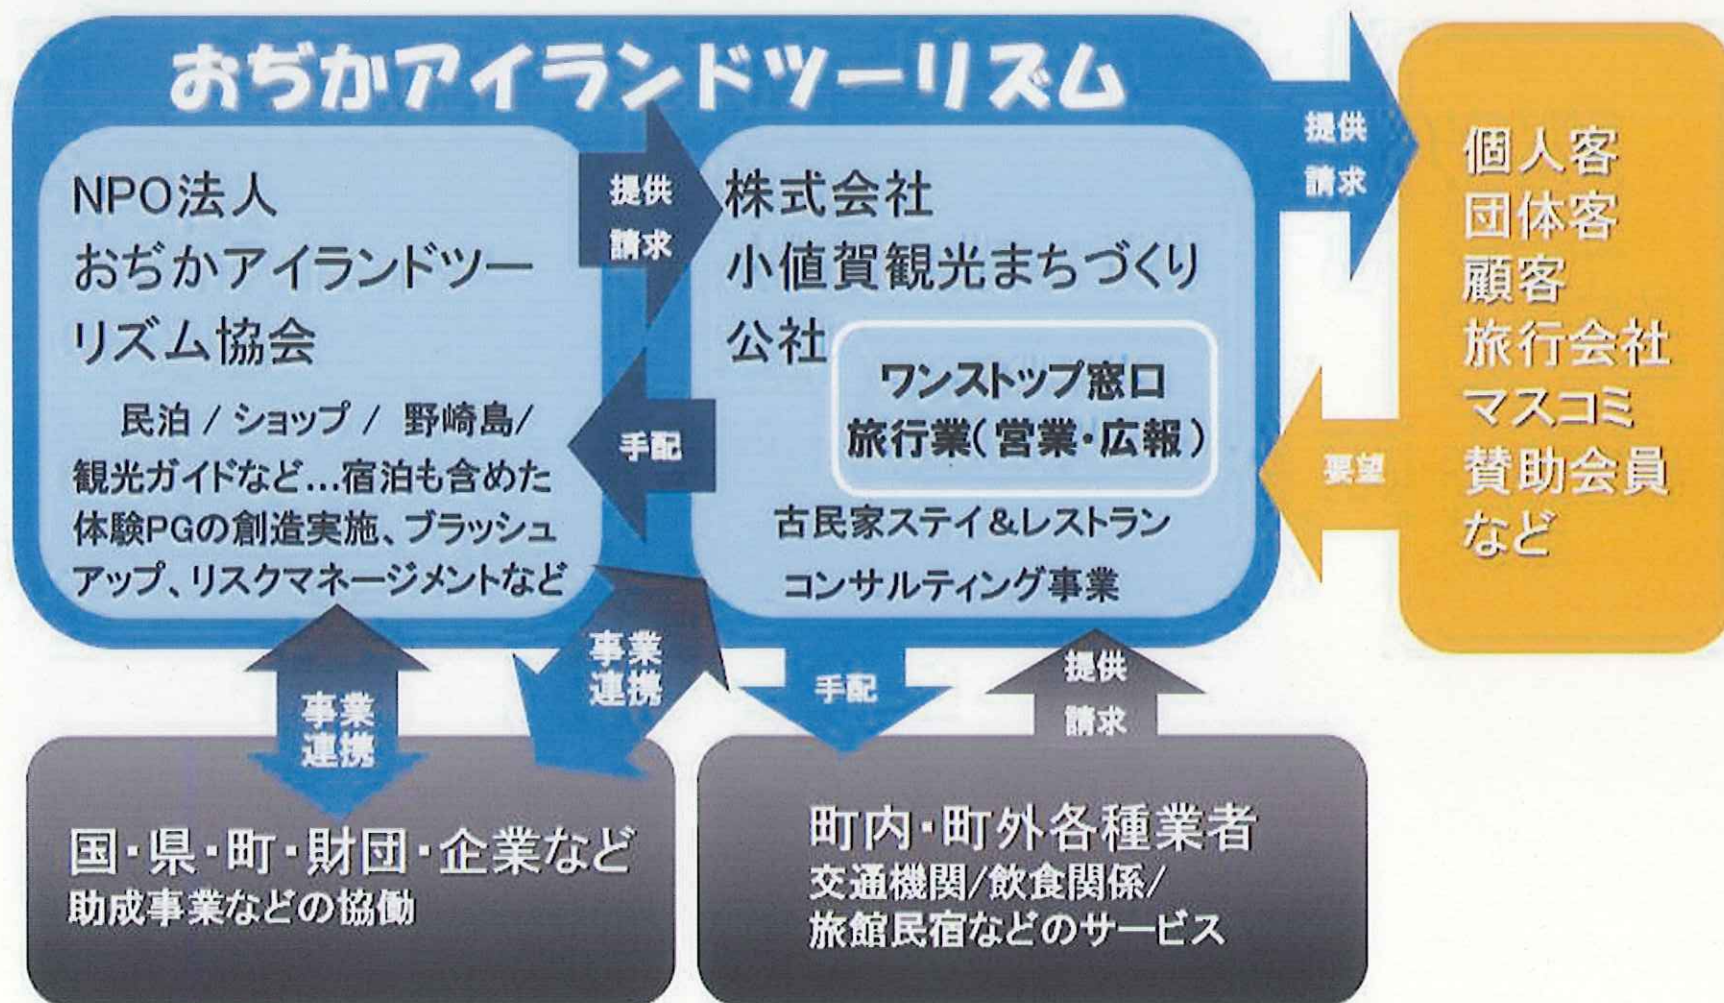 おぢかアイランドツーリズム
NPO法人
おぢかアイランドツー
リズム協会
民泊 / ショップ / 野崎島/
観光ガイドなど…宿泊も含めた
体験PGの創造実施、ブラッシュ
アップ、リスクマネージメントなど
提供
請求
手配
株式会社
小値賀観光まちづくり
公社
ワンストップ窓口
旅行業(営業・広報)
古民家ステイ&レストラン
コンサルティング事業
提供
請求
要望
個人客
団体客
顧客
旅行会社
マスコミ
賛助会員
など
事業
連携
事業
連携
手配
提供
請求
国・県・町・財団・企業など
助成事業などの協働
町内・町外各種業者
交通機関/飲食関係/
旅館民宿などのサービス